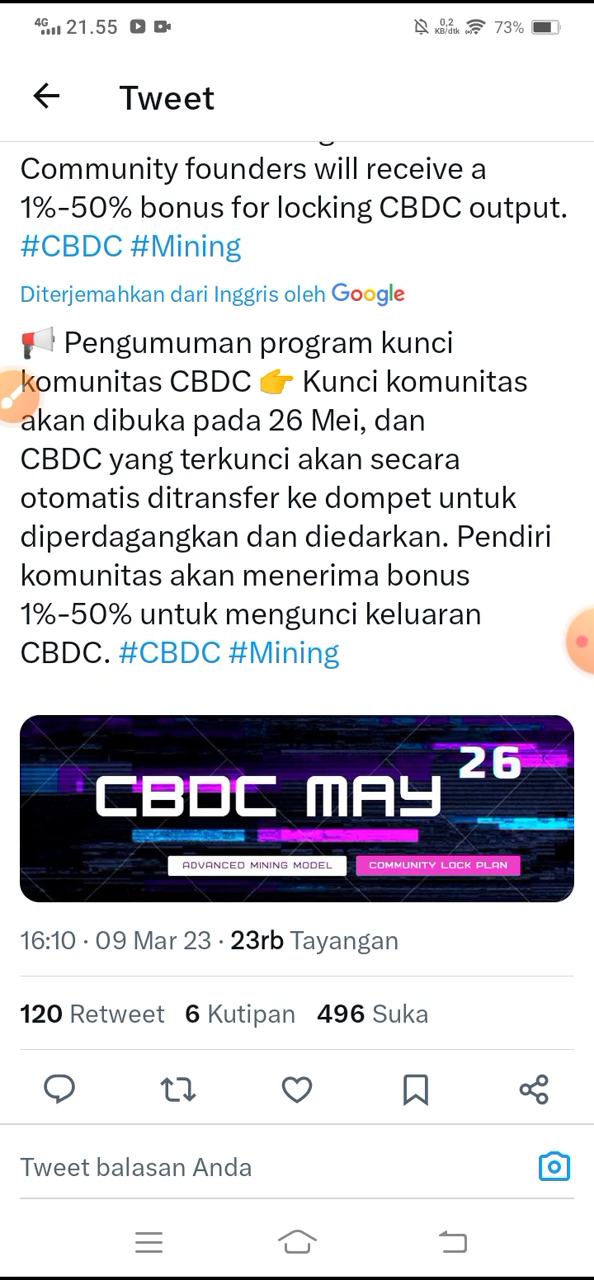 4G 21.55 0,2 KB/dtk 73%
Tweet
Community founders will receive a
1%-50% bonus for locking CBDC output.
#CBDC #Mining
Diterjemahkan dari Inggris oleh Google
📢 Pengumuman program kunci
komunitas CBDC 👉 Kunci komunitas
akan dibuka pada 26 Mei, dan
CBDC yang terkunci akan secara
otomatis ditransfer ke dompet untuk
diperdagangkan dan diedarkan. Pendiri
komunitas akan menerima bonus
1%-50% untuk mengunci keluaran
CBDC. #CBDC #Mining
CBDC MAY 26
ADVANCED MINING MODEL COMMUNITY LOCK PLAN
16:10 · 09 Mar 23 · 23rb Tayangan
120 Retweet 6 Kutipan 496 Suka
Tweet balasan Anda